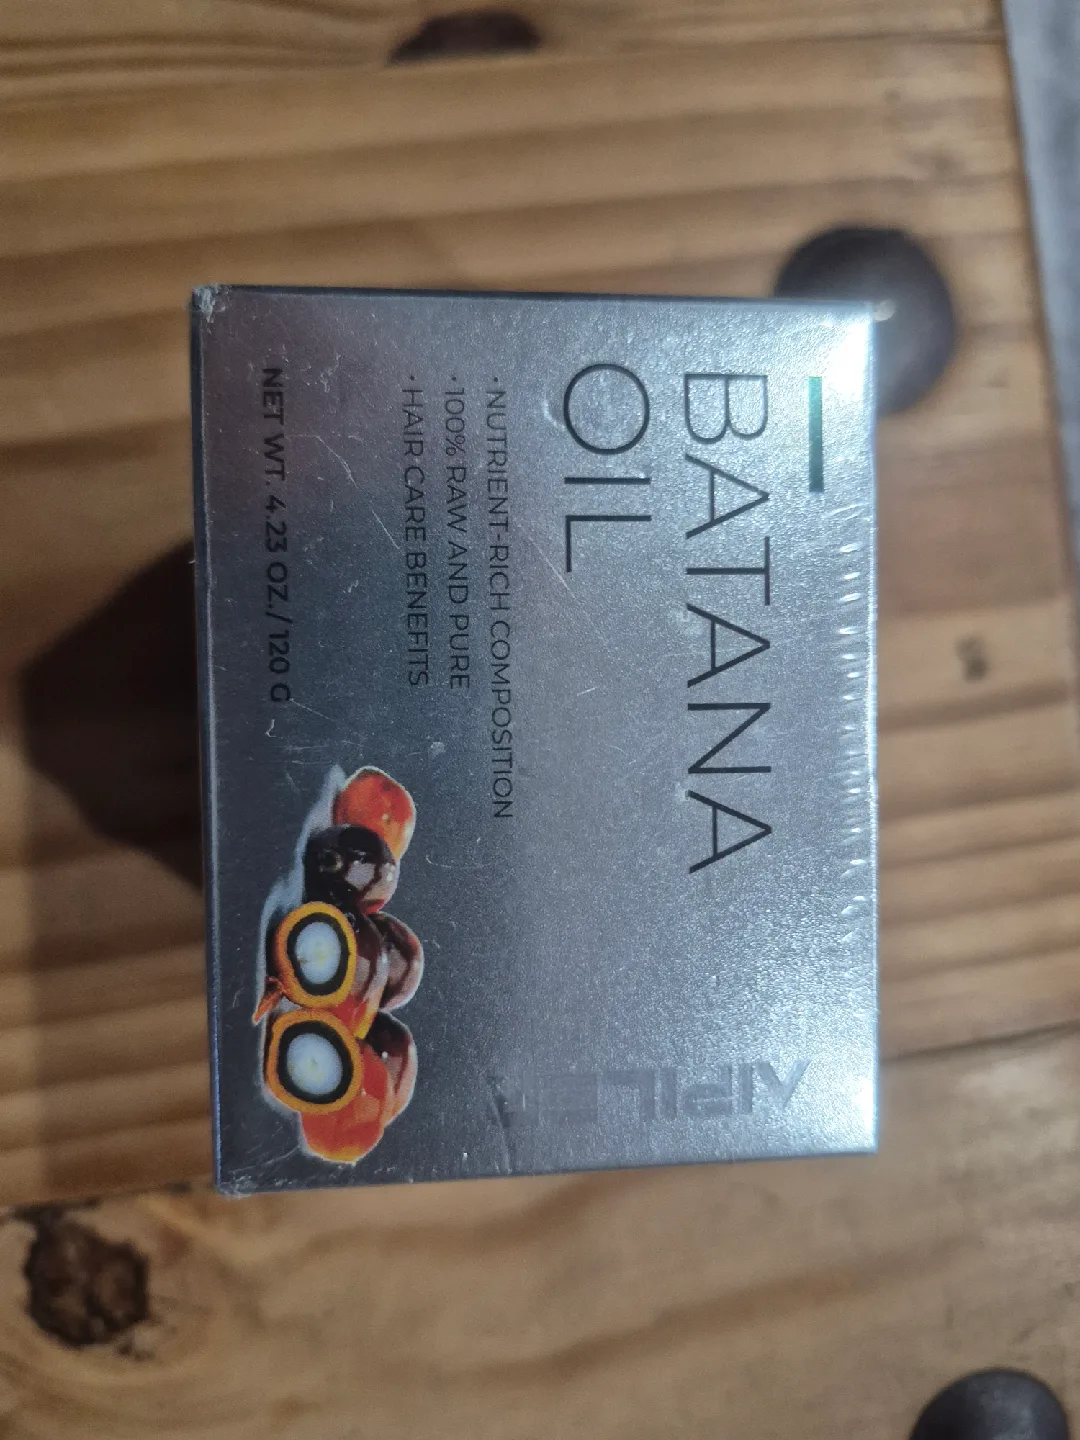 BATANA
OIL
• NUTRIENT-RICH COMPOSITION
• 100% RAW AND PURE
• HAIR CARE BENEFITS
NET WT. 4.23 OZ./ 120 G